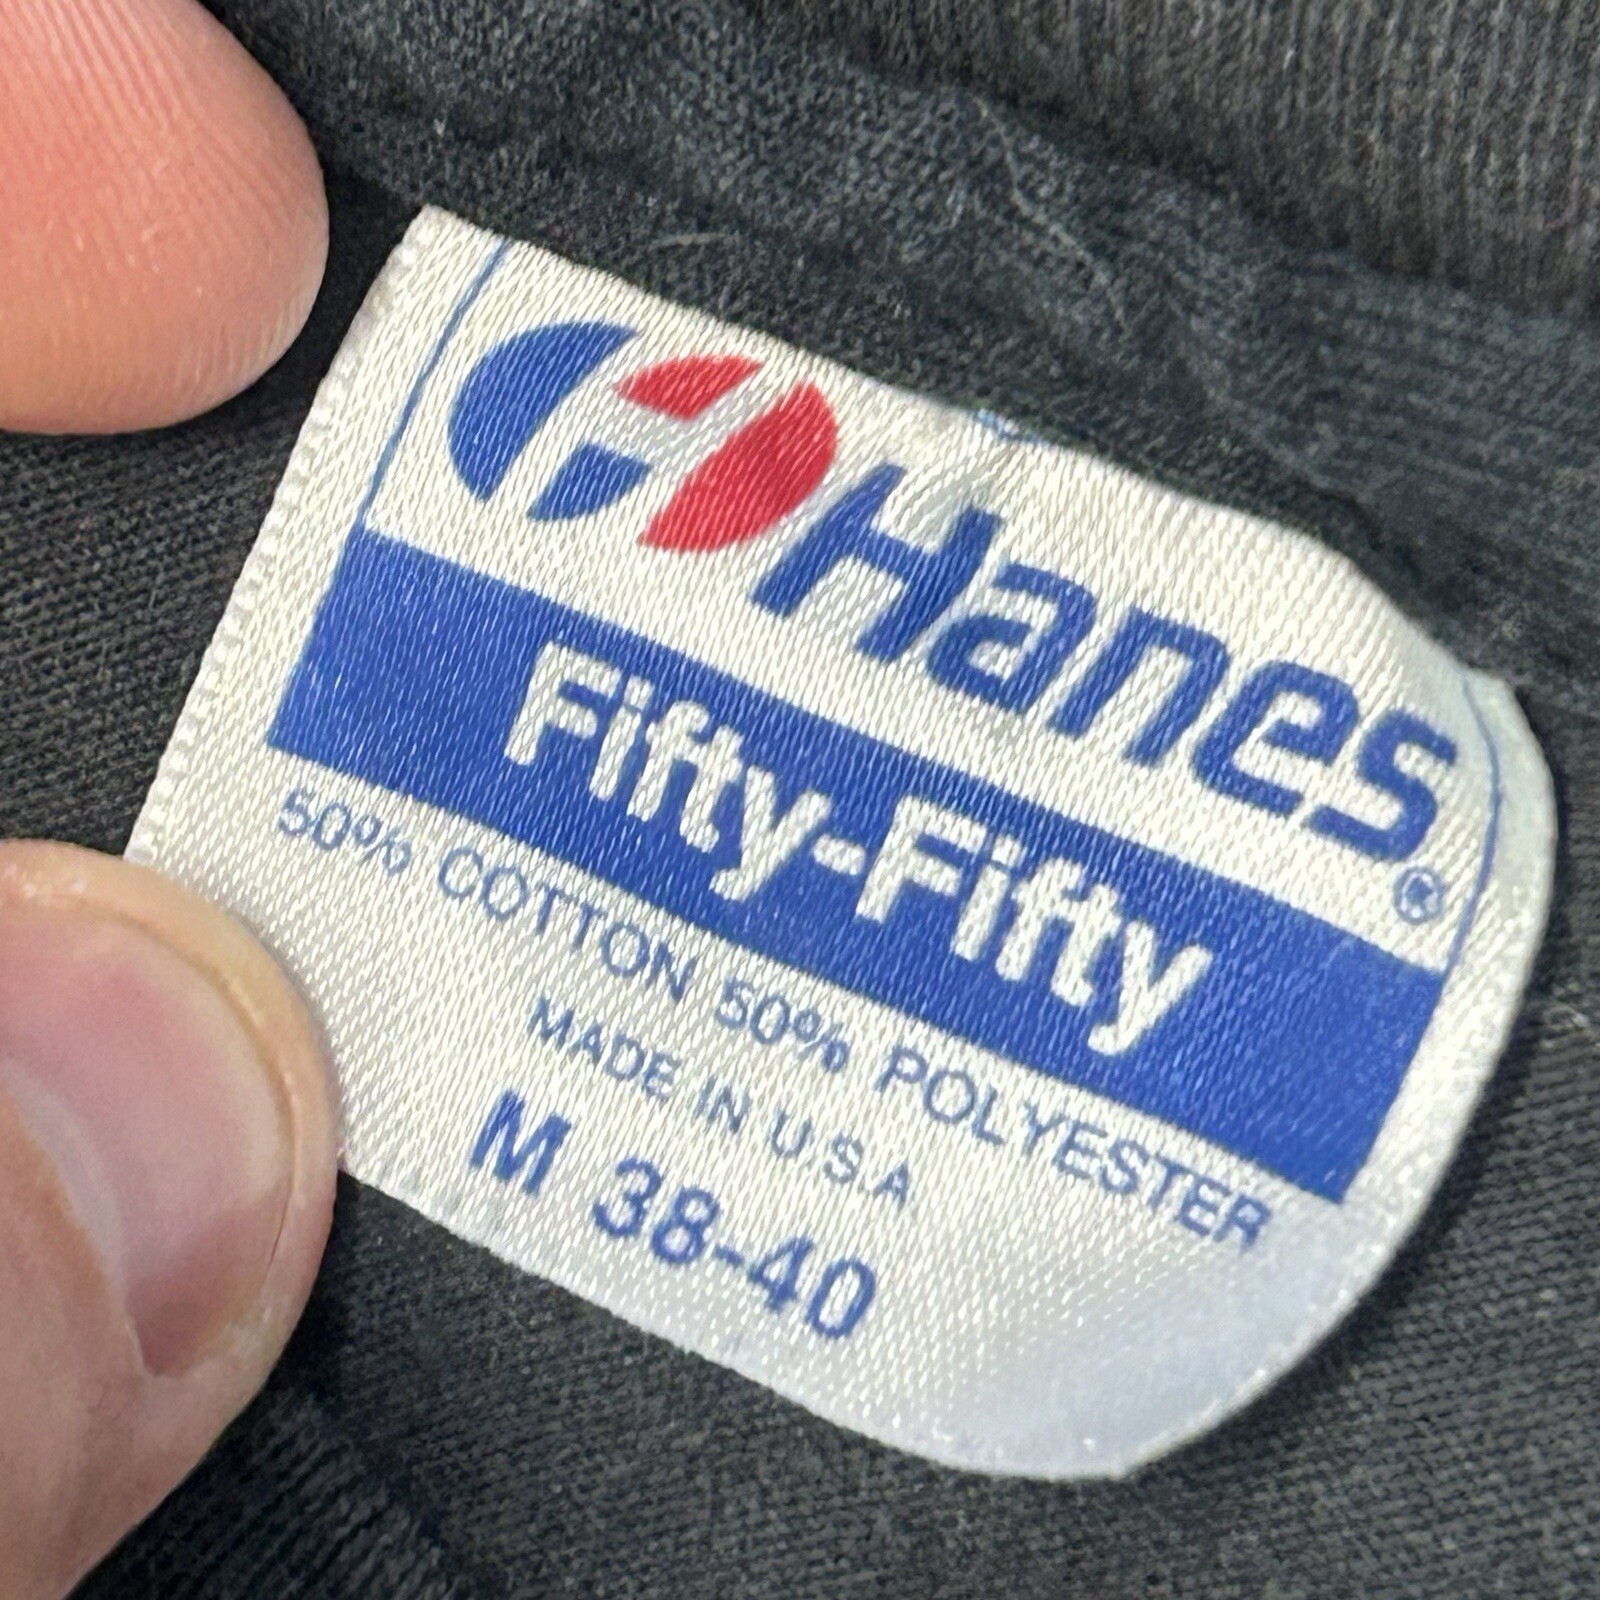 Hanes®
Fifty-Fifty
50% COTTON 50% POLYESTER
MADE IN U.S.A
M 38-40